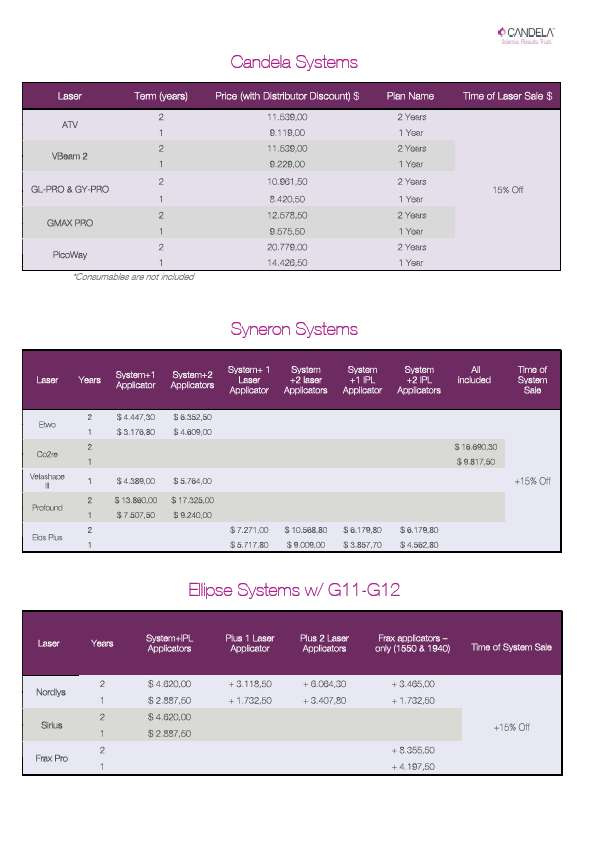 CANDELA
Science. Results. Trust.
Candela Systems
Laser Term (years) Price (with Distributor Discount) $ Plan Name Time of Laser Sale $
ATV 2 11.539,00 2 Years
1 9.119,00 1 Year
VBeam 2 2 11.539,00 2 Years
1 9.229,00 1 Year
GL-PRO & GY-PRO 2 10.961,50 2 Years
1 8.420,50 1 Year
15% Off
GMAX PRO 2 12.578,50 2 Years
1 9.575,50 1 Year
PicoWay 2 20.779,00 2 Years
1 14.426,50 1 Year
*Consumables are not included
Syneron Systems
Laser Years System+1 Applicator System+2 Applicators System+ 1 Laser Applicator System +2 laser Applicators System +1 IPL Applicator System +2 IPL Applicators All included Time of System Sale
Etwo 2 $ 4.447,30 $ 6.352,50
1 $ 3.176,80 $ 4.609,00
Co2re 2 $ 16.690,30
1 $ 9.817,50
Velashape III 1 $ 4.389,00 $ 5.764,00
+15% Off
Profound 2 $ 13.860,00 $ 17.325,00
1 $ 7.507,50 $ 9.240,00
Elos Plus 2 $ 7.271,00 $ 10.568,80 $ 6.179,80 $ 6.179,80
1 $ 5.717,80 $ 9.009,00 $ 3.857,70 $ 4.562,80
Ellipse Systems w/ G11-G12
Laser Years System+IPL Applicators Plus 1 Laser Applicator Plus 2 Laser Applicators Frax applicators – only (1550 & 1940) Time of System Sale
Nordlys 2 $ 4.620,00 + 3.118,50 + 6.064,30 + 3.465,00
1 $ 2.887,50 + 1.732,50 + 3.407,80 + 1.732,50
Sirius 2 $ 4.620,00
1 $ 2.887,50
+15% Off
Frax Pro 2 + 8.355,50
1 + 4.197,50